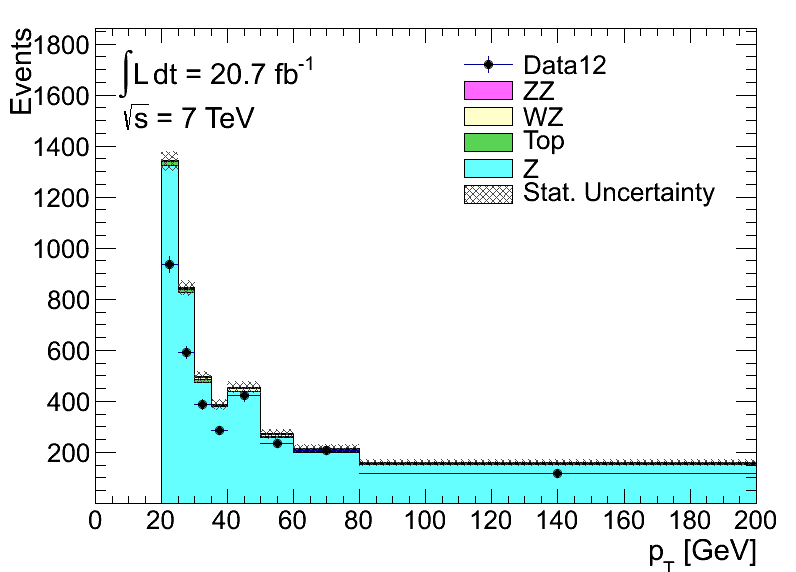 Events
1800
1600
1400
1200
1000
800
600
400
200
∫L dt = 20.7 fb⁻¹
√s = 7 TeV
Data12
ZZ
WZ
Top
Z
Stat. Uncertainty
0 20 40 60 80 100 120 140 160 180 200
p_T [GeV]